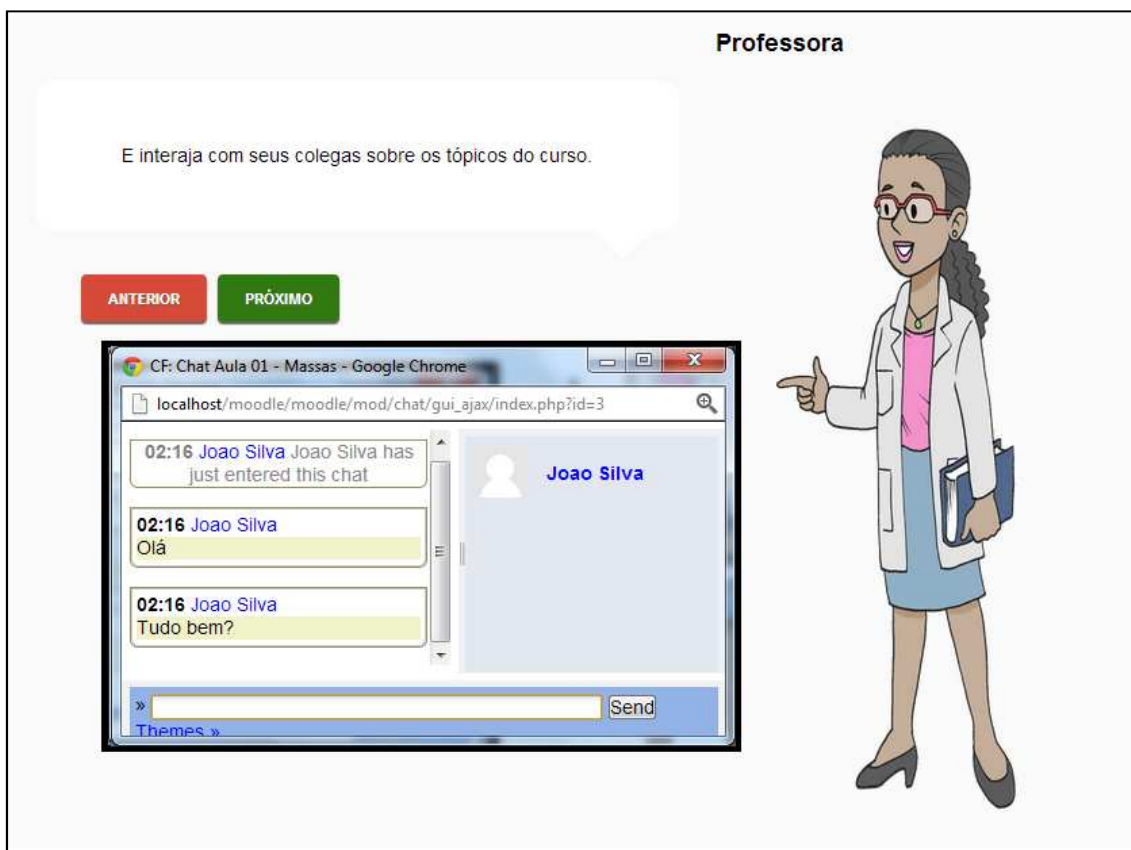 Professora
E interaja com seus colegas sobre os tópicos do curso.
ANTERIOR PRÓXIMO
CF: Chat Aula 01 - Massas - Google Chrome
localhost/moodle/moodle/mod/chat/gui_ajax/index.php?id=3
02:16 Joao Silva Joao Silva has
just entered this chat
Joao Silva
02:16 Joao Silva
Olá
02:16 Joao Silva
Tudo bem?
» Send
Themes »